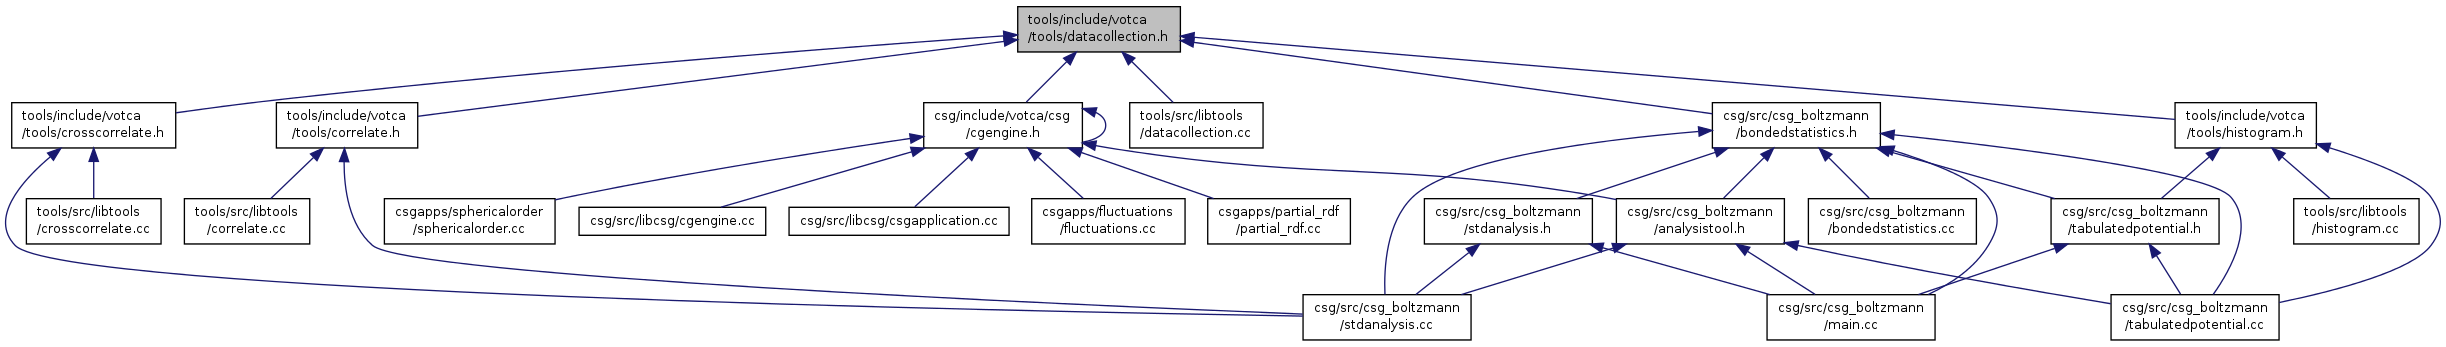 tools/include/votca
/tools/datacollection.h
tools/include/votca
/tools/crosscorrelate.h
tools/include/votca
/tools/correlate.h
csg/include/votca/csg
/cgengine.h
tools/src/libtools
/datacollection.cc
csg/src/csg_boltzmann
/bondedstatistics.h
tools/include/votca
/tools/histogram.h
tools/src/libtools
/crosscorrelate.cc
tools/src/libtools
/correlate.cc
csgapps/sphericalorder
/sphericalorder.cc
csg/src/libcsg/cgengine.cc
csg/src/libcsg/csgapplication.cc
csgapps/fluctuations
/fluctuations.cc
csgapps/partial_rdf
/partial_rdf.cc
csg/src/csg_boltzmann
/stdanalysis.h
csg/src/csg_boltzmann
/analysistool.h
csg/src/csg_boltzmann
/bondedstatistics.cc
csg/src/csg_boltzmann
/tabulatedpotential.h
tools/src/libtools
/histogram.cc
csg/src/csg_boltzmann
/stdanalysis.cc
csg/src/csg_boltzmann
/main.cc
csg/src/csg_boltzmann
/tabulatedpotential.cc